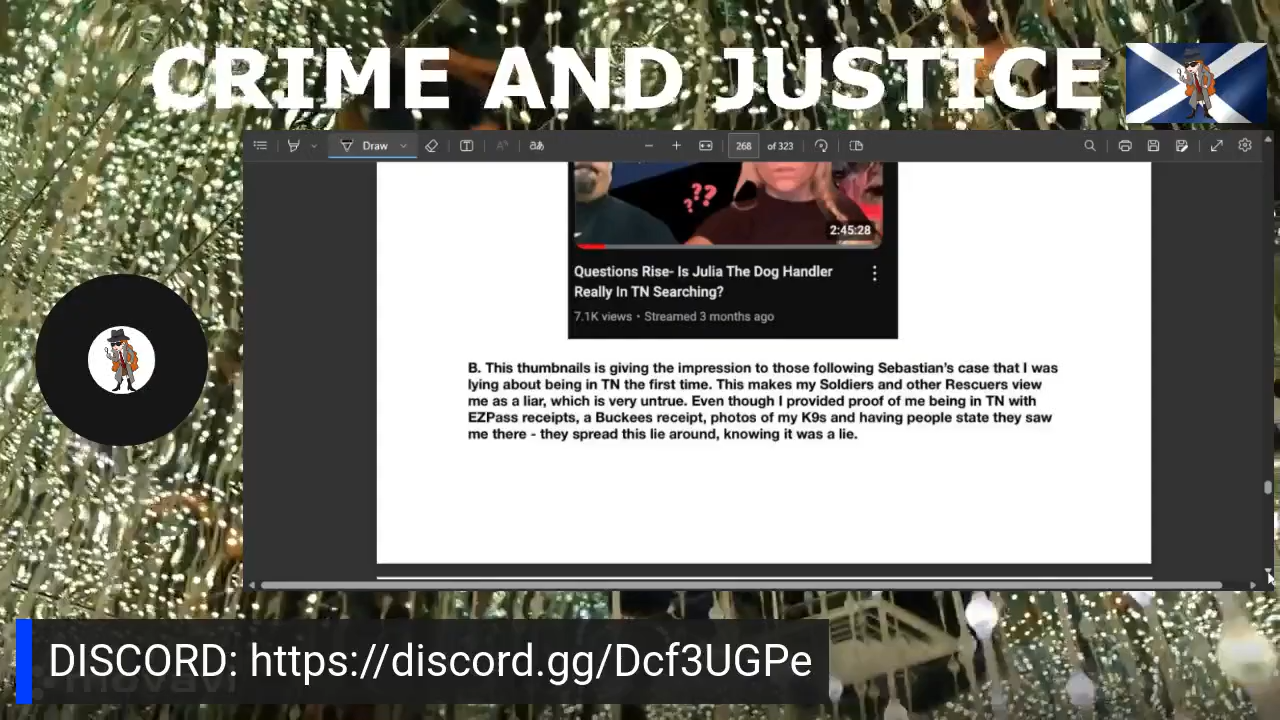 CRIME AND JUSTICE
Draw
268 of 323
??
?
2:45:28
Questions Rise- Is Julia The Dog Handler
Really In TN Searching?
7.1K views • Streamed 3 months ago
B. This thumbnails is giving the impression to those following Sebastian's case that I was
lying about being in TN the first time. This makes my Soldiers and other Rescuers view
me as a liar, which is very untrue. Even though I provided proof of me being in TN with
EZPass receipts, a Buckees receipt, photos of my K9s and having people state they saw
me there - they spread this lie around, knowing it was a lie.
DISCORD: https://discord.gg/Dcf3UGPe